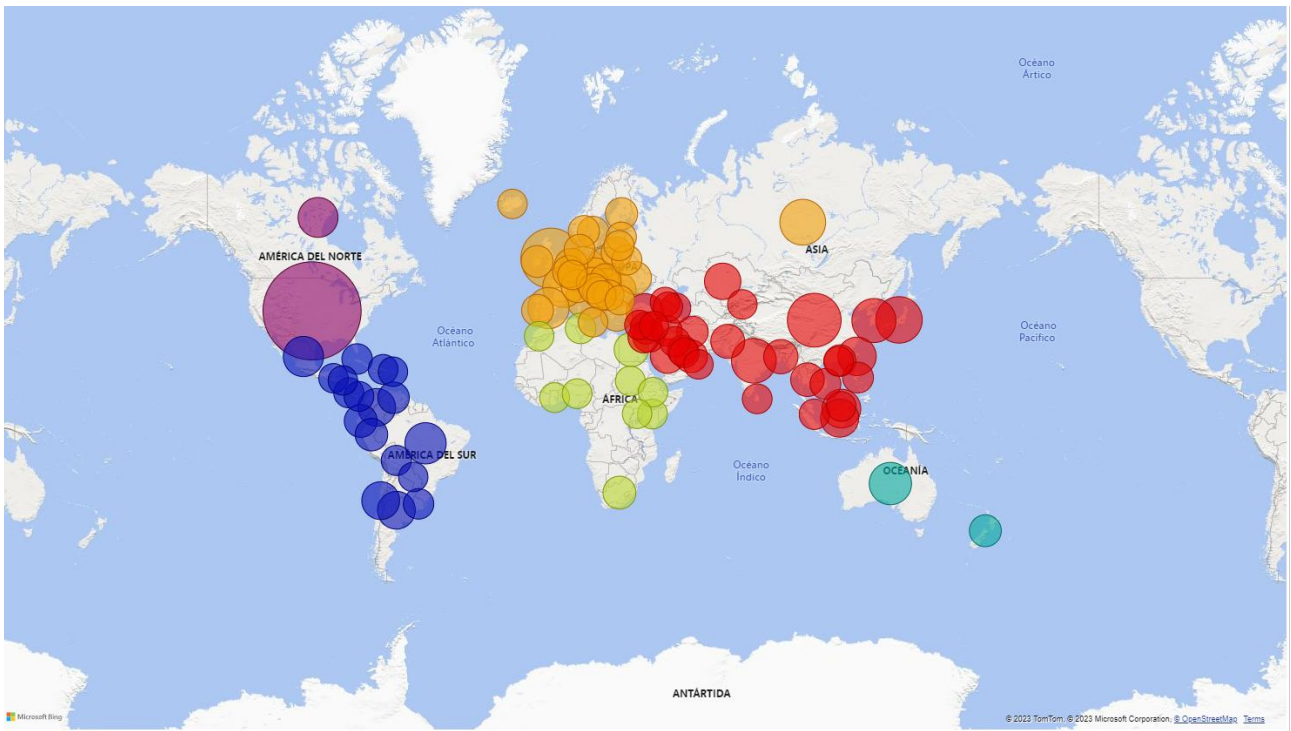 Océano
Ártico
AMÉRICA DEL NORTE
ASIA
Océano
Atlántico
Océano
Pacífico
ÁFRICA
AMÉRICA DEL SUR
Océano
Índico
OCEANÍA
ANTÁRTIDA
Microsoft Bing
© 2023 TomTom, © 2023 Microsoft Corporation, © OpenStreetMap Terms